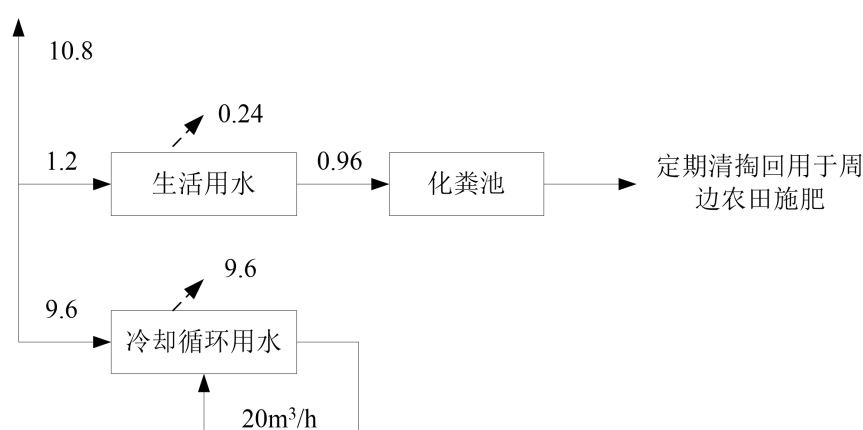 10.8
0.24
1.2
生活用水
0.96
化粪池
定期清掏回用于周
边农田施肥
9.6
9.6
冷却循环用水
20m³/h